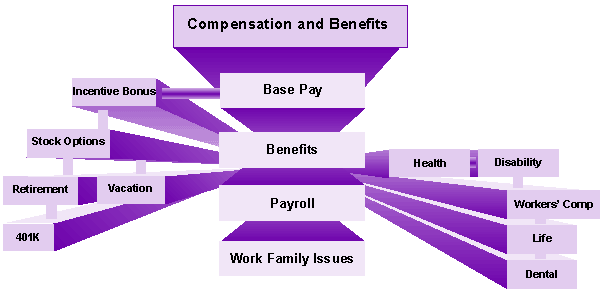 Compensation and Benefits
Base Pay
Incentive Bonus
Stock Options
Benefits
Health
Disability
Retirement
Vacation
Payroll
Workers' Comp
401K
Life
Work Family Issues
Dental